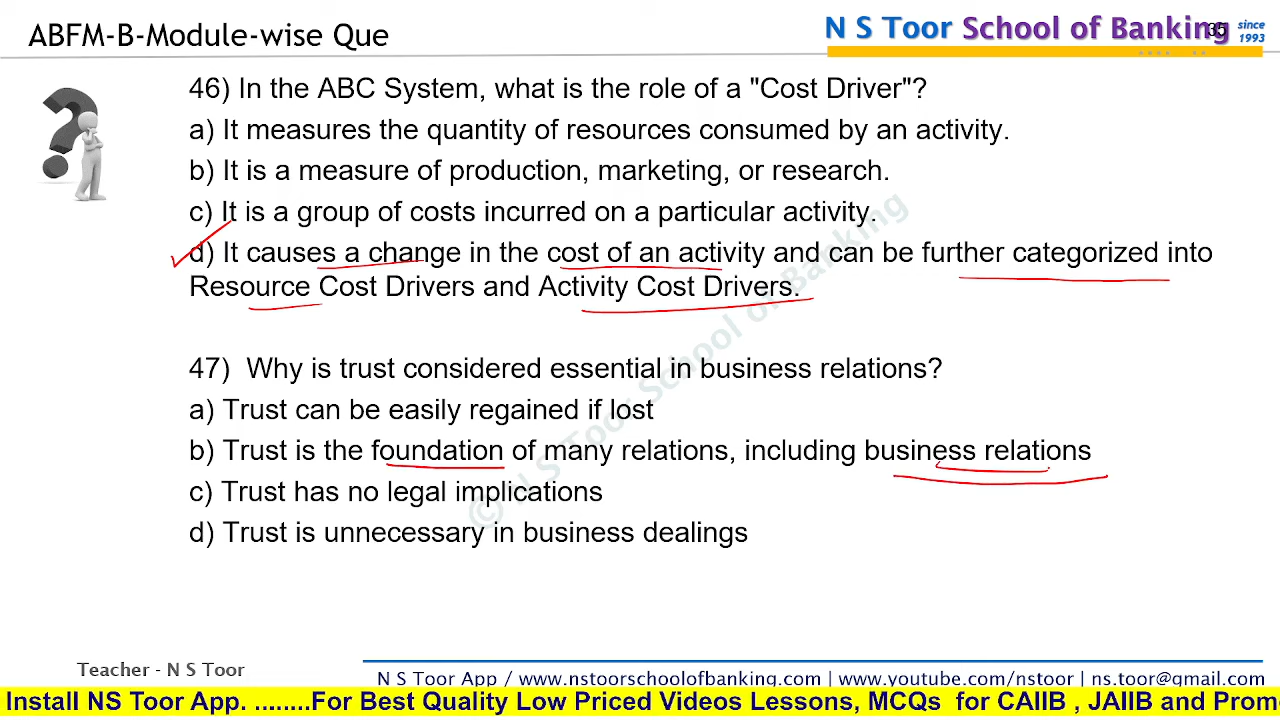 ABFM-B-Module-wise Que
N S Toor School of Banking
35
since
1993
46) In the ABC System, what is the role of a "Cost Driver"?
a) It measures the quantity of resources consumed by an activity.
b) It is a measure of production, marketing, or research.
c) It is a group of costs incurred on a particular activity.
d) It causes a change in the cost of an activity and can be further categorized into
Resource Cost Drivers and Activity Cost Drivers.
© N S Toor School of Banking
47) Why is trust considered essential in business relations?
a) Trust can be easily regained if lost
b) Trust is the foundation of many relations, including business relations
c) Trust has no legal implications
d) Trust is unnecessary in business dealings
Teacher - N S Toor
N S Toor App / www.nstoorschoolofbanking.com | www.youtube.com/nstoor | ns.toor@gmail.com
Install NS Toor App. ........For Best Quality Low Priced Videos Lessons, MCQs for CAIIB , JAIIB and Prom